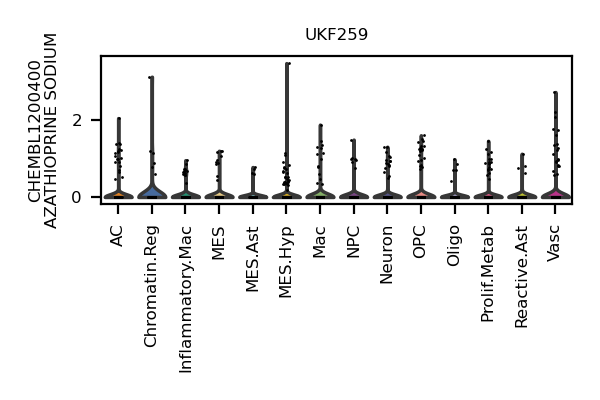 UKF259
CHEMBL1200400
AZATHIOPRINE SODIUM
2
0
AC
Chromatin.Reg
Inflammatory.Mac
MES
MES.Ast
MES.Hyp
Mac
NPC
Neuron
OPC
Oligo
Prolif.Metab
Reactive.Ast
Vasc